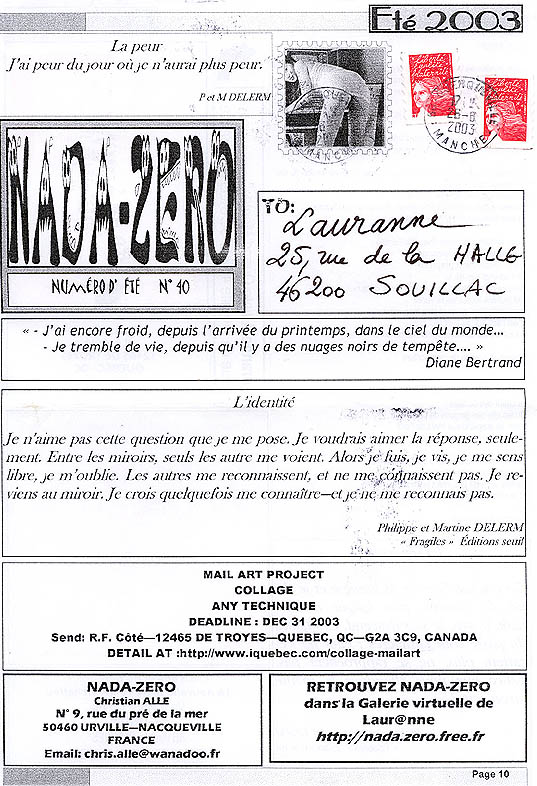 Eté 2003
La peur
J'ai peur du jour où je n'aurai plus peur.
P et M DELERM
NADA-ZERO
NUMÉRO D' ÉTÉ N° 40
2003
MANCHE
TO:
Lauranne
25, rue de la HALLE
46200 SOUILLAC
« - J'ai encore froid, depuis l'arrivée du printemps, dans le ciel du monde...
- Je tremble de vie, depuis qu'il y a des nuages noirs de tempête.... »
Diane Bertrand
L'identité
Je n'aime pas cette question que je me pose. Je voudrais aimer la réponse, seule-
ment. Entre les miroirs, seuls les autre me voient. Alors je fuis, je vis, je me sens
libre, je m'oublie. Les autres me reconnaissent, et ne me connaissent pas. Je re-
viens au miroir. Je crois quelquefois me connaître—et je ne me reconnais pas.
Philippe et Martine DELERM
« Fragiles » Éditions seuil
MAIL ART PROJECT
COLLAGE
ANY TECHNIQUE
DEADLINE : DEC 31 2003
Send: R.F. Côté—12465 DE TROYES—QUEBEC, QC—G2A 3C9, CANADA
DETAIL AT :http://www.iquebec.com/collage-mailart
NADA-ZERO
Christian ALLE
N° 9, rue du pré de la mer
50460 URVILLE—NACQUEVILLE
FRANCE
Email: chris.alle@wanadoo.fr
RETROUVEZ NADA-ZERO
dans la Galerie virtuelle de
Laur@nne
http://nada.zero.free.fr
Page 10